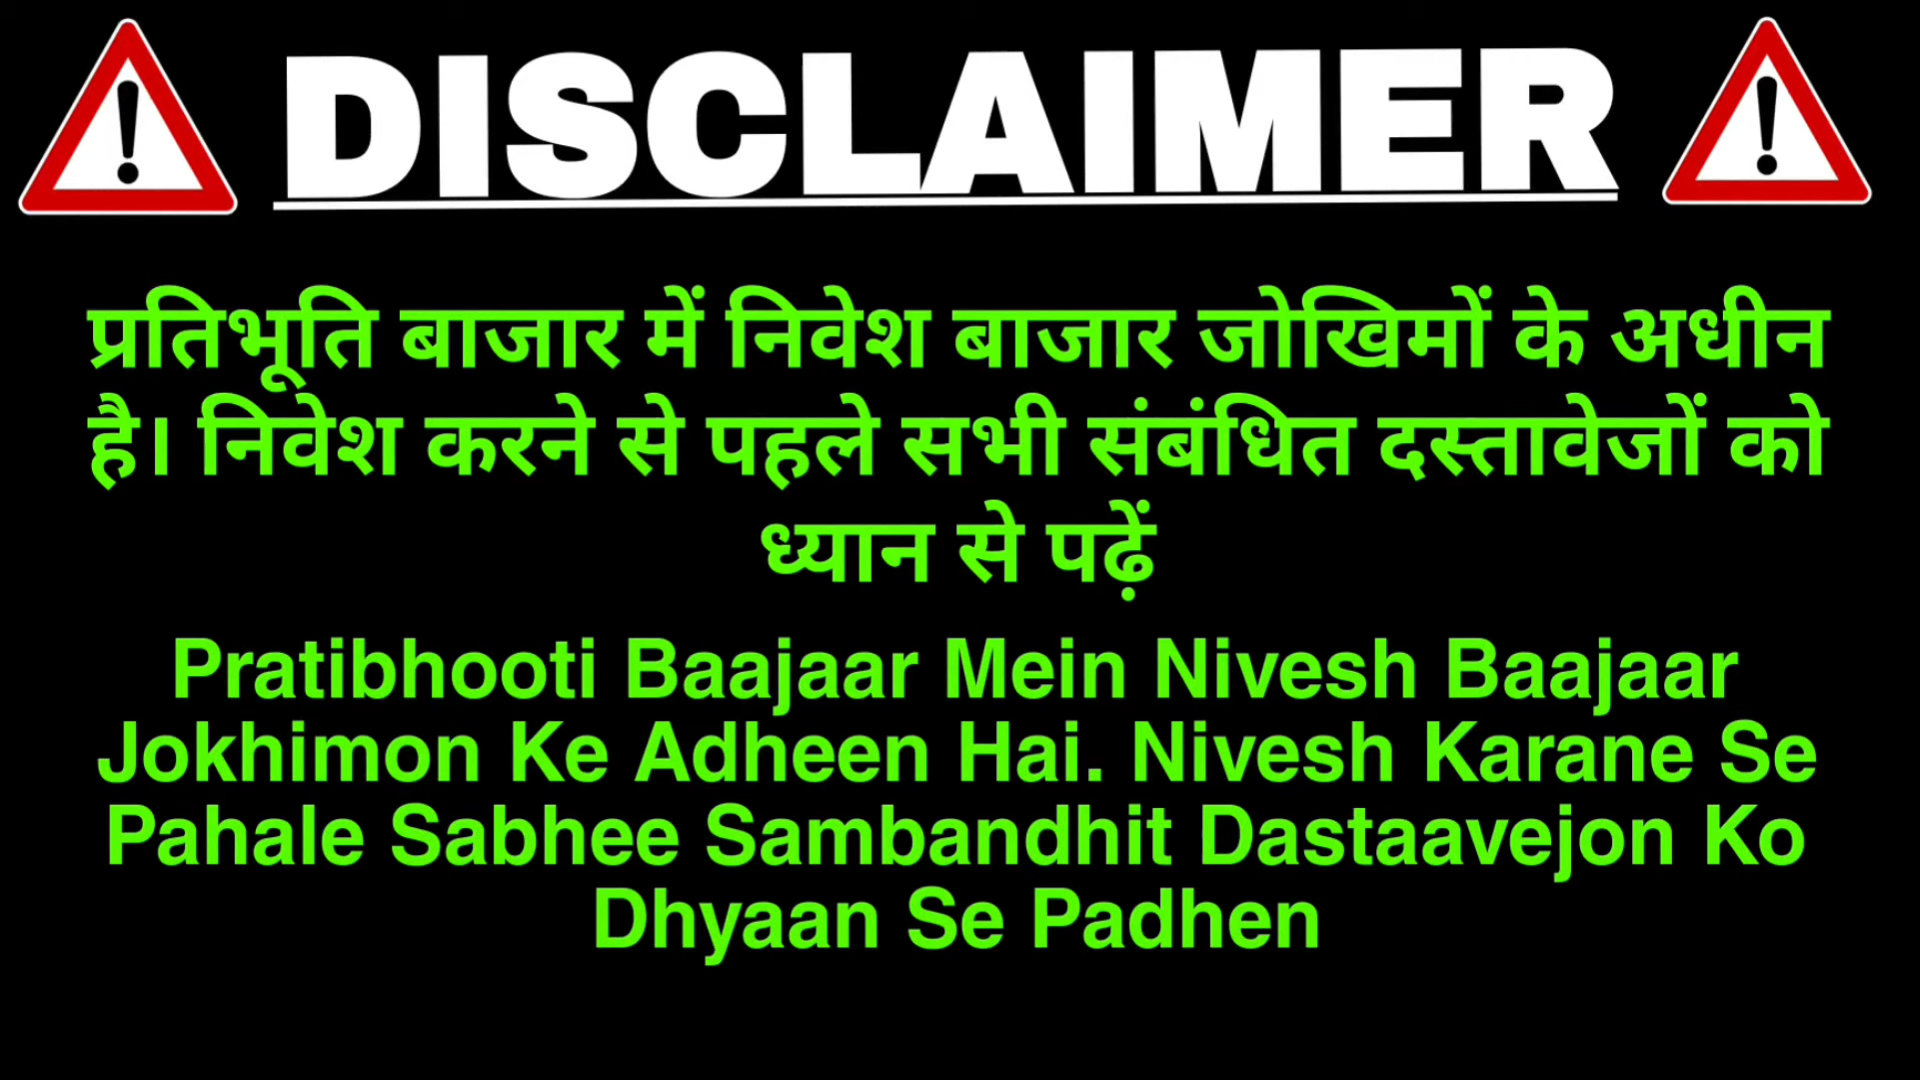 DISCLAIMER
प्रतिभूति बाजार में निवेश बाजार जोखिमों के अधीन
है। निवेश करने से पहले सभी संबंधित दस्तावेजों को
ध्यान से पढ़ें
Pratibhooti Baajaar Mein Nivesh Baajaar
Jokhimon Ke Adheen Hai. Nivesh Karane Se
Pahale Sabhee Sambandhit Dastaavejon Ko
Dhyaan Se Padhen